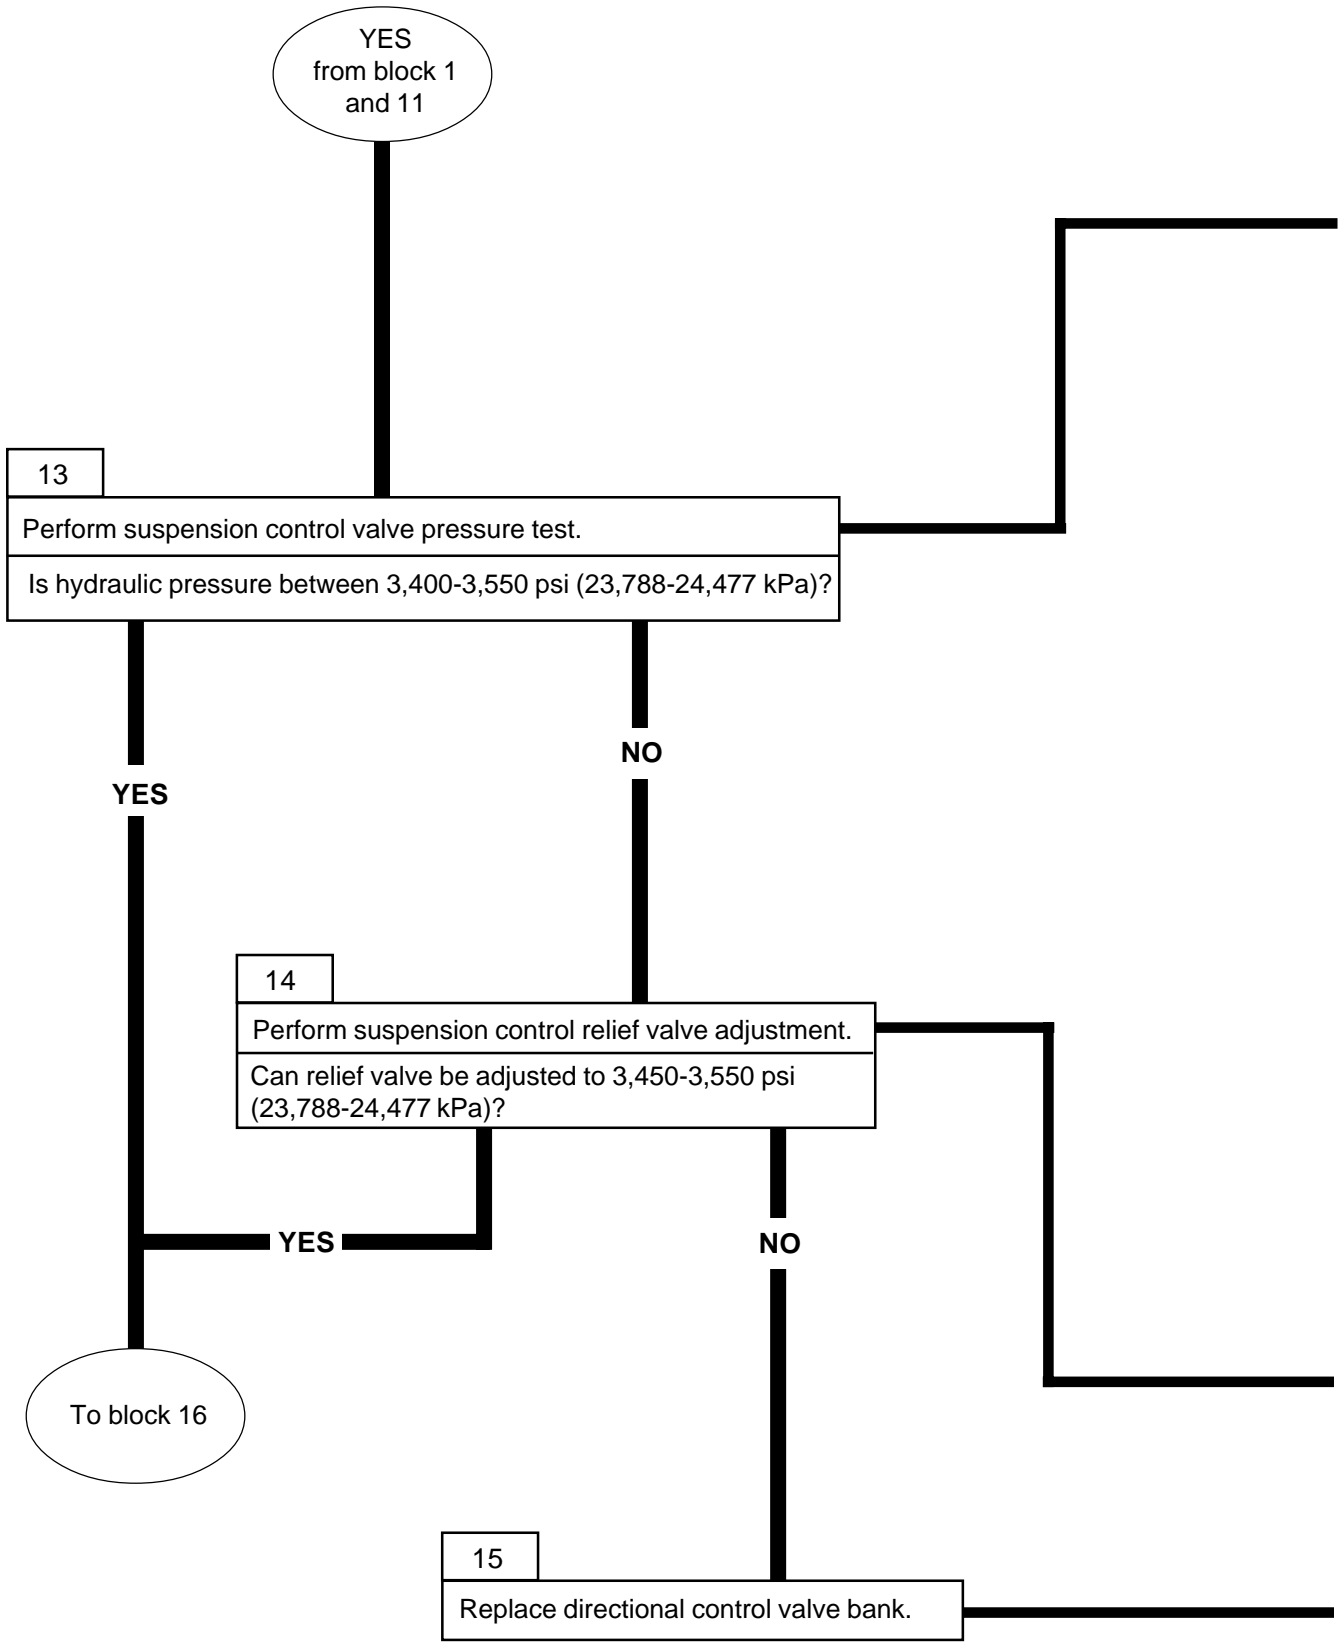 YES
from block 1
and 11
13
Perform suspension control valve pressure test.
Is hydraulic pressure between 3,400-3,550 psi (23,788-24,477 kPa)?
NO
YES
14
Perform suspension control relief valve adjustment.
Can relief valve be adjusted to 3,450-3,550 psi
(23,788-24,477 kPa)?
YES
NO
To block 16
15
Replace directional control valve bank.